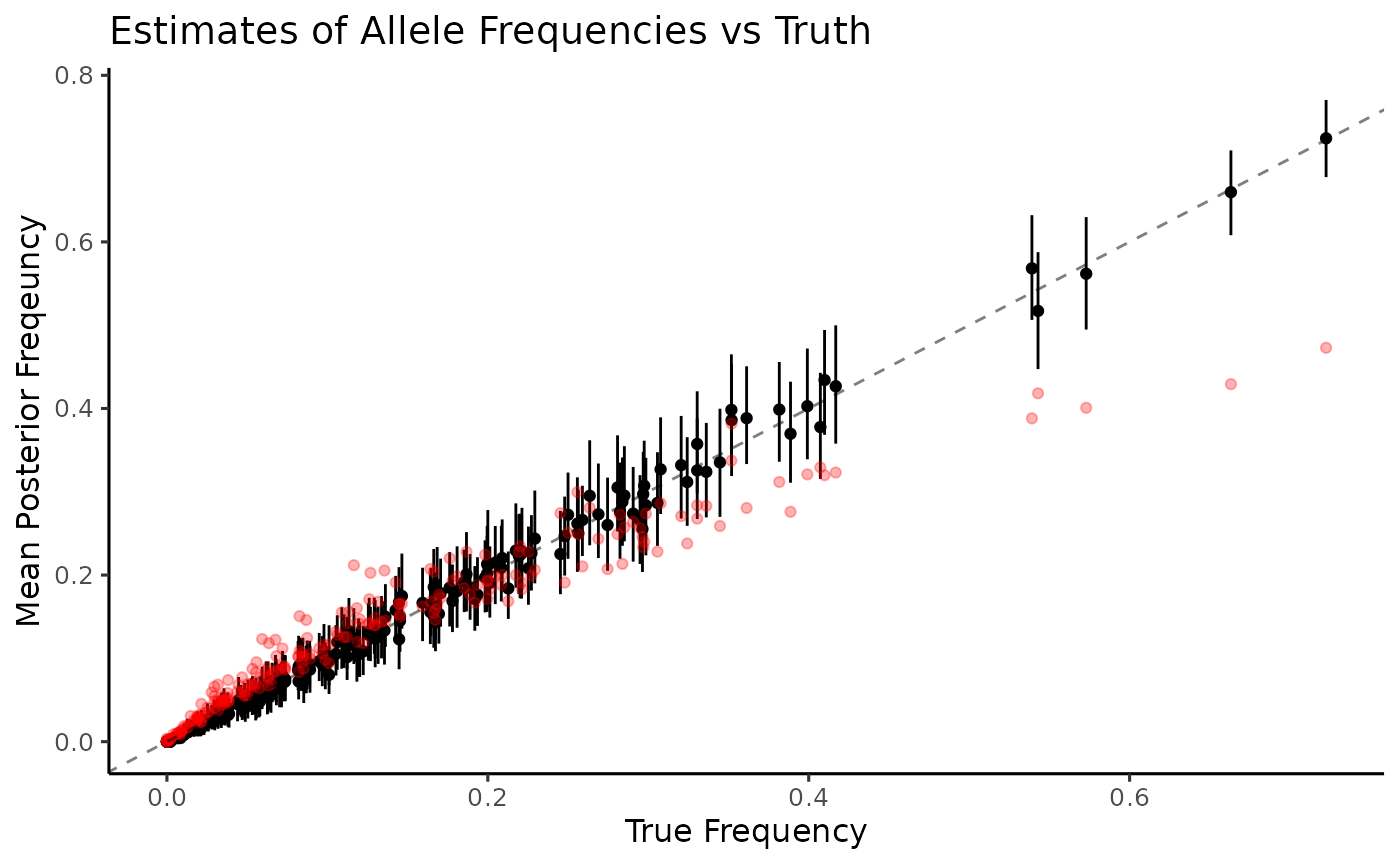 Estimates of Allele Frequencies vs Truth
Mean Posterior Freqeuncy
0.8
0.6
0.4
0.2
0.0
0.0 0.2 0.4 0.6
True Frequency